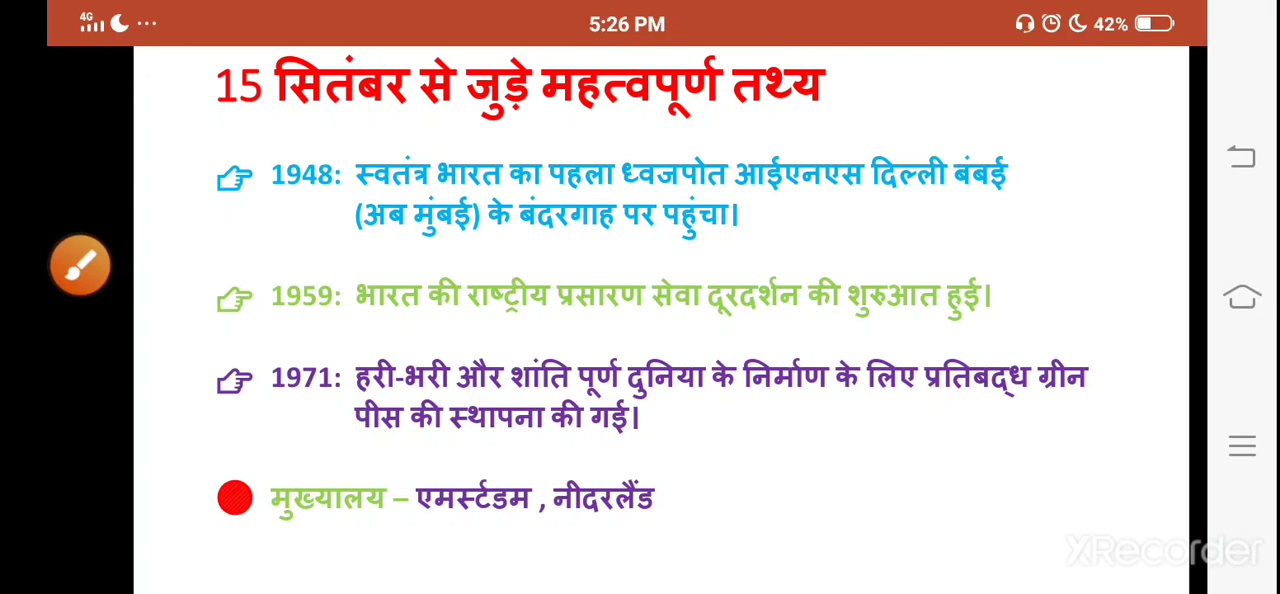 4G
5:26 PM
42%
15 सितंबर से जुड़े महत्वपूर्ण तथ्य
1948: स्वतंत्र भारत का पहला ध्वजपोत आईएनएस दिल्ली बंबई
(अब मुंबई) के बंदरगाह पर पहुंचा।
1959: भारत की राष्ट्रीय प्रसारण सेवा दूरदर्शन की शुरुआत हुई।
1971: हरी-भरी और शांति पूर्ण दुनिया के निर्माण के लिए प्रतिबद्ध ग्रीन
पीस की स्थापना की गई।
मुख्यालय – एमर्स्टडम , नीदरलैंड
XRecorder